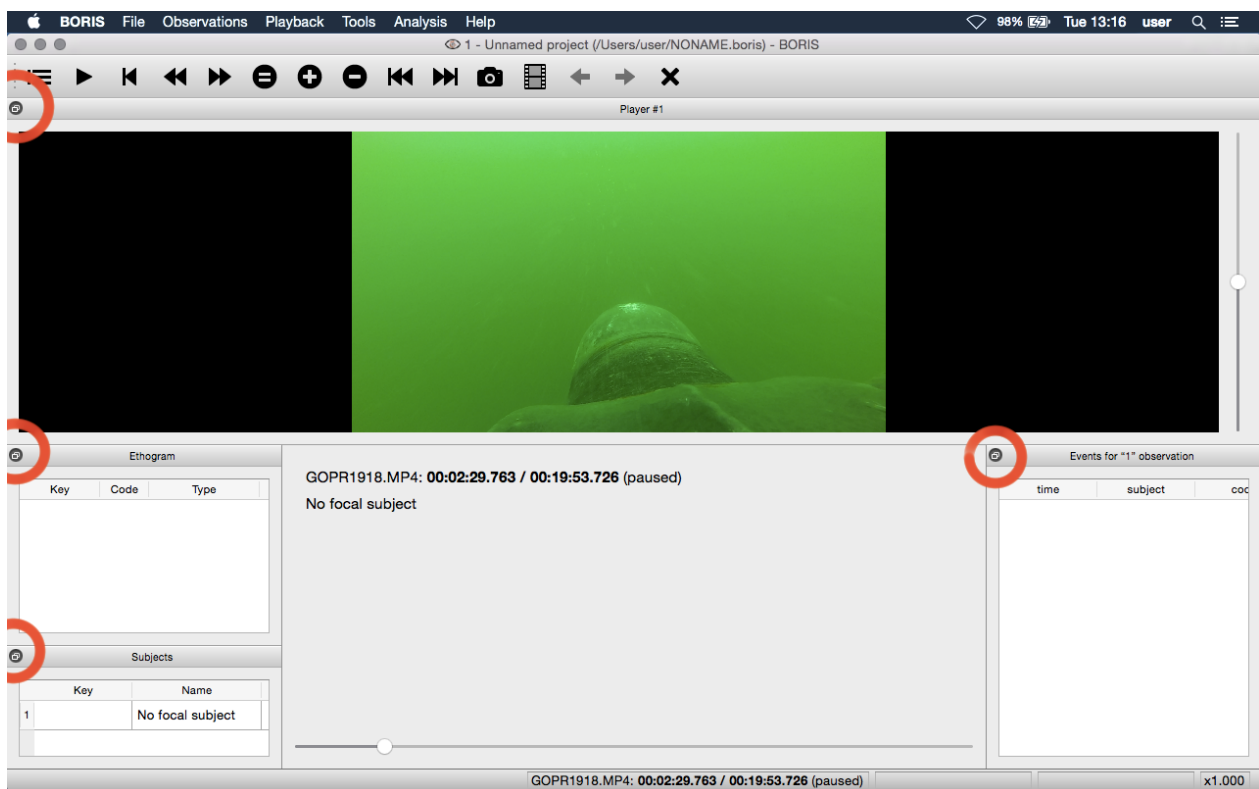 BORIS File Observations Playback Tools Analysis Help 98% Tue 13:16 user
1 - Unnamed project (/Users/user/NONAME.boris) - BORIS
Player #1
Ethogram
Key Code Type
GOPR1918.MP4: 00:02:29.763 / 00:19:53.726 (paused)
No focal subject
Events for "1" observation
time subject coc
Subjects
Key Name
1 No focal subject
GOPR1918.MP4: 00:02:29.763 / 00:19:53.726 (paused) x1.000